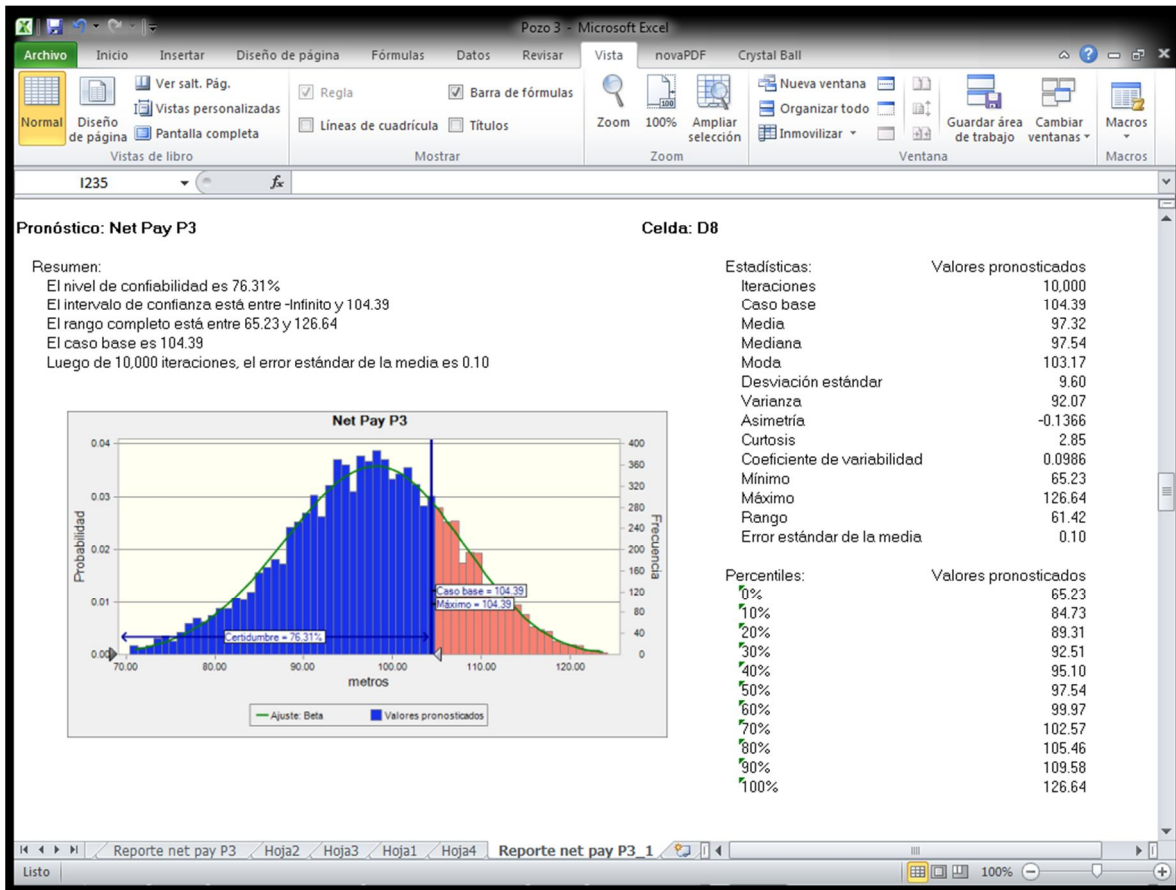 Pozo 3 - Microsoft Excel
Archivo Inicio Insertar Diseño de página Fórmulas Datos Revisar Vista novaPDF Crystal Ball
Normal
Diseño de página
Ver salt. Pág.
Vistas personalizadas
Pantalla completa
Vistas de libro
Regla
Barra de fórmulas
Líneas de cuadrícula
Títulos
Mostrar
Zoom
100%
Ampliar selección
Zoom
Nueva ventana
Organizar todo
Inmovilizar
Guardar área de trabajo
Cambiar ventanas
Ventana
Macros
Macros
I235 fx
Pronóstico: Net Pay P3 Celda: D8
Resumen:
El nivel de confiabilidad es 76.31%
El intervalo de confianza está entre -Infinito y 104.39
El rango completo está entre 65.23 y 126.64
El caso base es 104.39
Luego de 10,000 iteraciones, el error estándar de la media es 0.10
Net Pay P3
0.04
0.03
0.02
0.01
0.00
Probabilidad
400
360
320
280
240
200
160
120
80
40
0
Frecuencia
Caso base = 104.39
Máximo = 104.39
Certidumbre = 76.31%
70.00 80.00 90.00 100.00 110.00 120.00
metros
Ajuste: Beta Valores pronosticados
Estadísticas: Valores pronosticados
Iteraciones 10,000
Caso base 104.39
Media 97.32
Mediana 97.54
Moda 103.17
Desviación estándar 9.60
Varianza 92.07
Asimetría -0.1366
Curtosis 2.85
Coeficiente de variabilidad 0.0986
Mínimo 65.23
Máximo 126.64
Rango 61.42
Error estándar de la media 0.10
Percentiles: Valores pronosticados
0% 65.23
10% 84.73
20% 89.31
30% 92.51
40% 95.10
50% 97.54
60% 99.97
70% 102.57
80% 105.46
90% 109.58
100% 126.64
Reporte net pay P3 Hoja2 Hoja3 Hoja1 Hoja4 Reporte net pay P3_1
Listo 100%